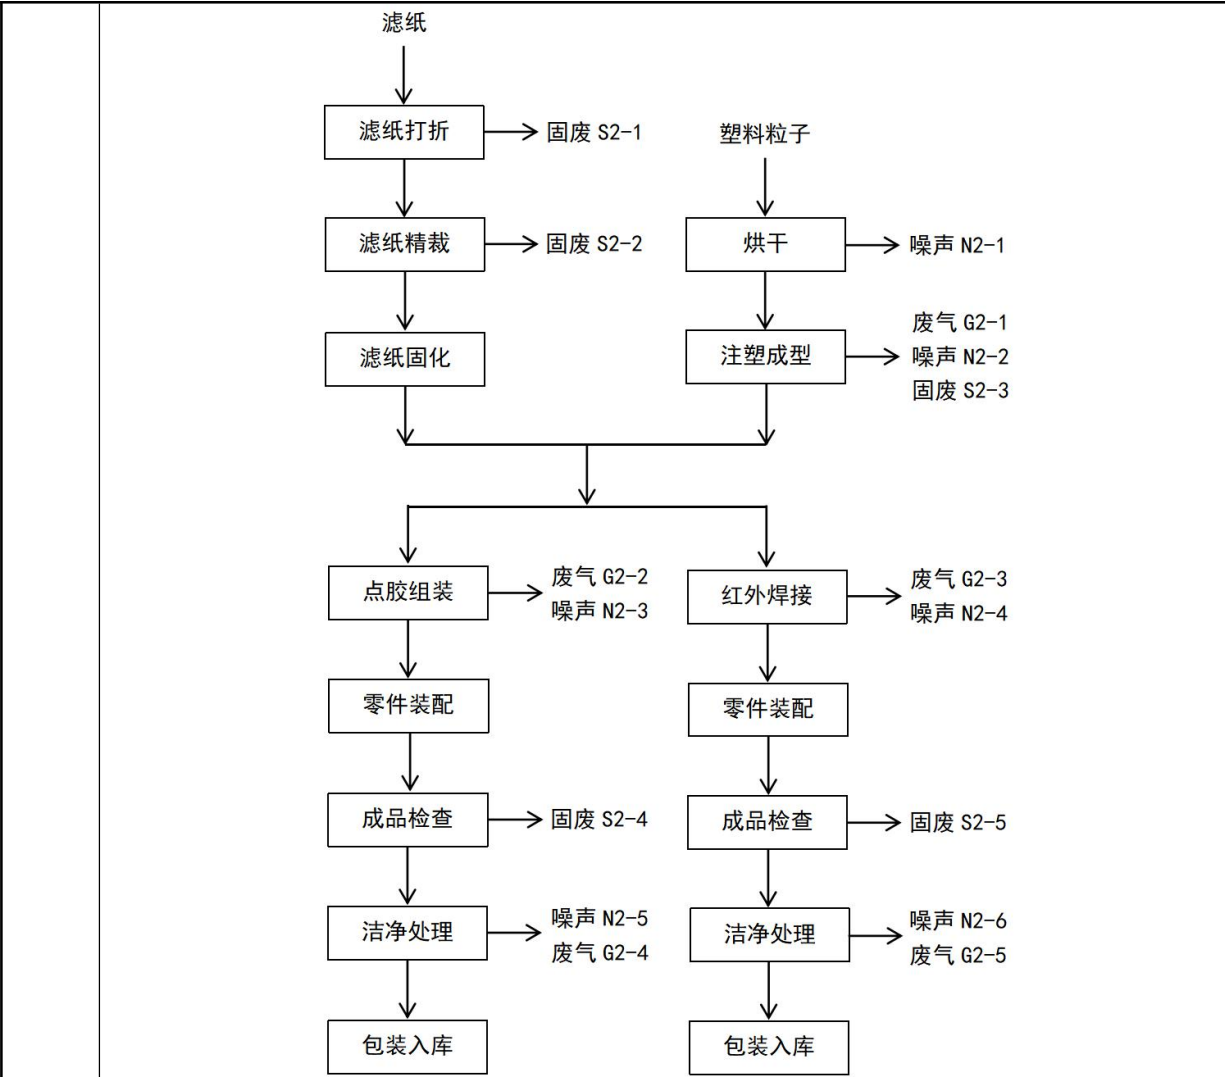 滤纸
滤纸打折
固废 S2-1
塑料粒子
滤纸精裁
固废 S2-2
烘干
噪声 N2-1
滤纸固化
注塑成型
废气 G2-1
噪声 N2-2
固废 S2-3
点胶组装
废气 G2-2
噪声 N2-3
红外焊接
废气 G2-3
噪声 N2-4
零件装配
零件装配
成品检查
固废 S2-4
成品检查
固废 S2-5
洁净处理
噪声 N2-5
废气 G2-4
洁净处理
噪声 N2-6
废气 G2-5
包装入库
包装入库